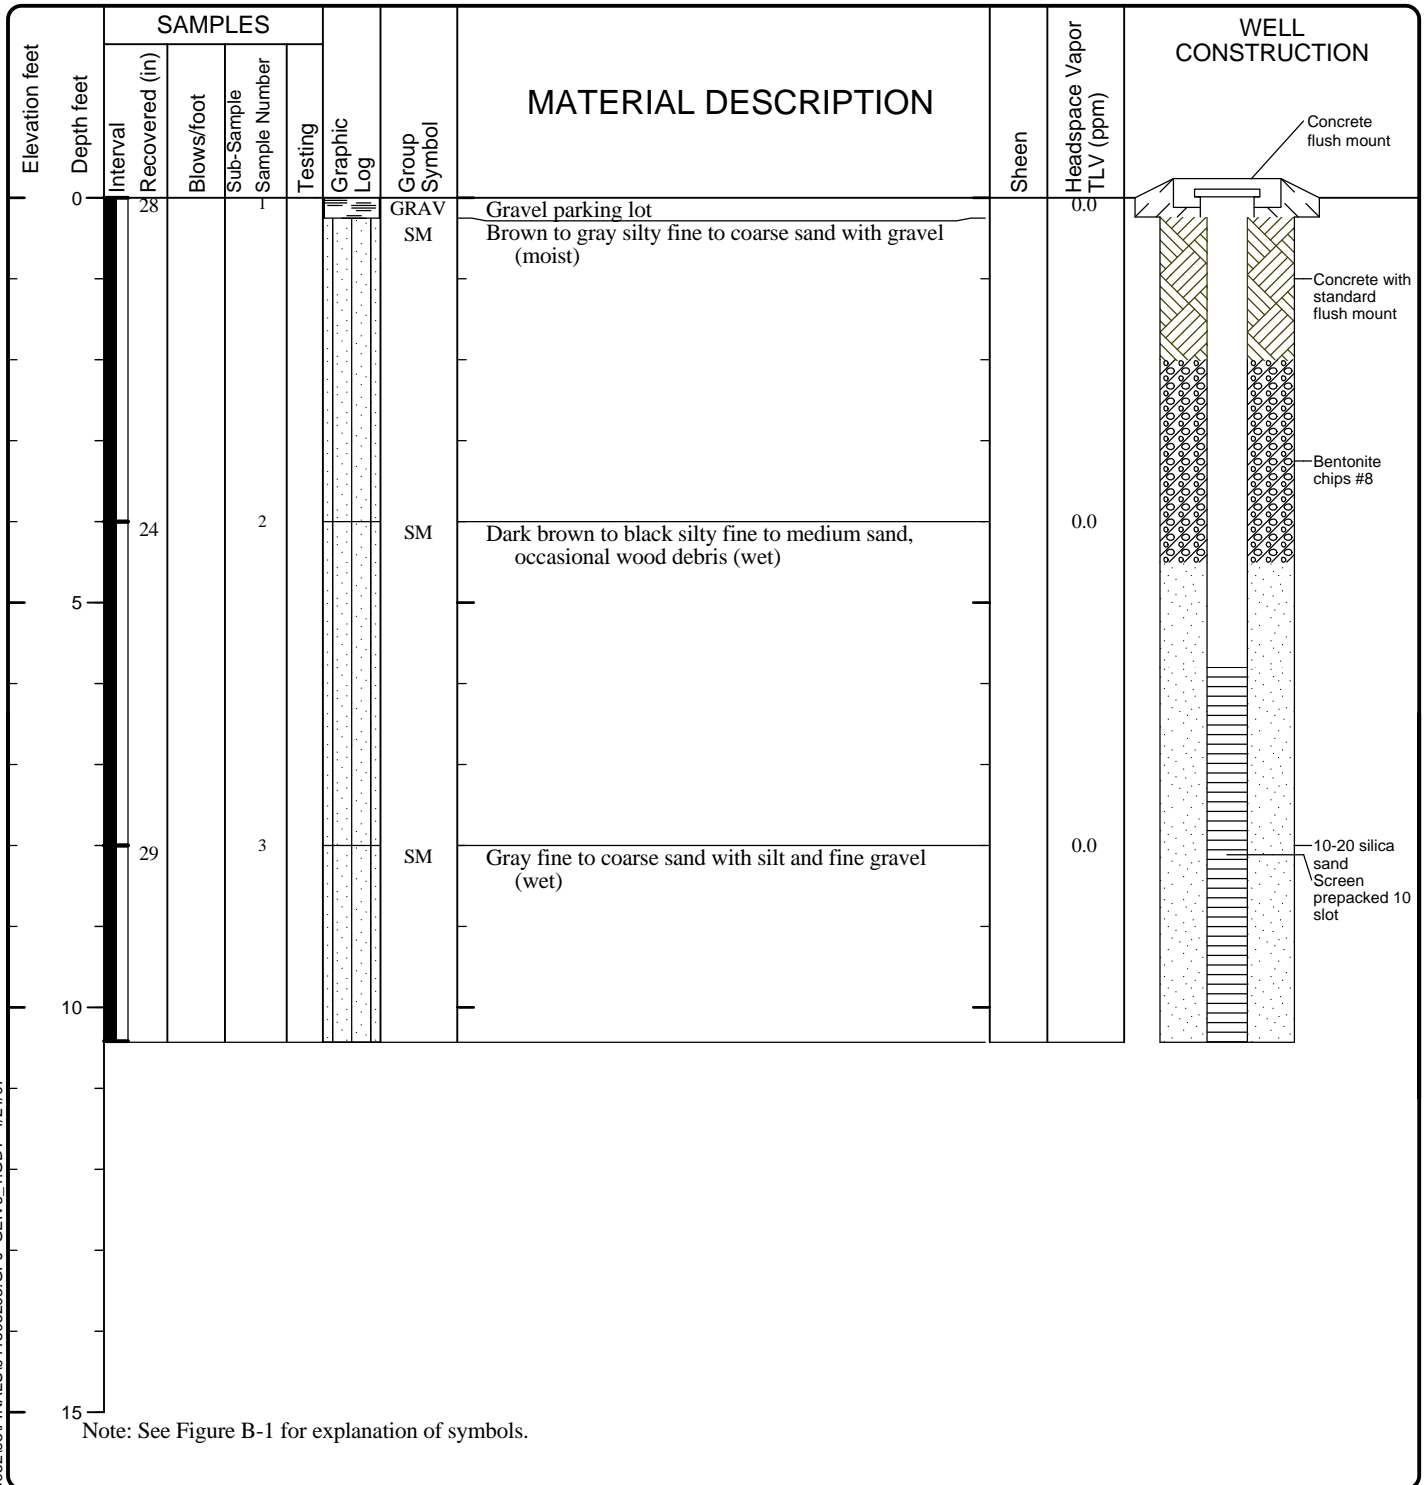 SAMPLES
Elevation feet
Depth feet
Interval
Recovered (in)
Blows/foot
Sub-Sample
Sample Number
Testing
Graphic
Log
Group
Symbol
MATERIAL DESCRIPTION
Sheen
Headspace Vapor
TLV (ppm)
WELL
CONSTRUCTION
Concrete
flush mount
0
28
1
GRAV
Gravel parking lot
0.0
SM
Brown to gray silty fine to coarse sand with gravel
(moist)
Concrete with
standard
flush mount
Bentonite
chips #8
24
2
SM
Dark brown to black silty fine to medium sand,
occasional wood debris (wet)
0.0
5
29
3
SM
Gray fine to coarse sand with silt and fine gravel
(wet)
0.0
10-20 silica
sand
Screen
prepacked 10
slot
10
15
Note: See Figure B-1 for explanation of symbols.